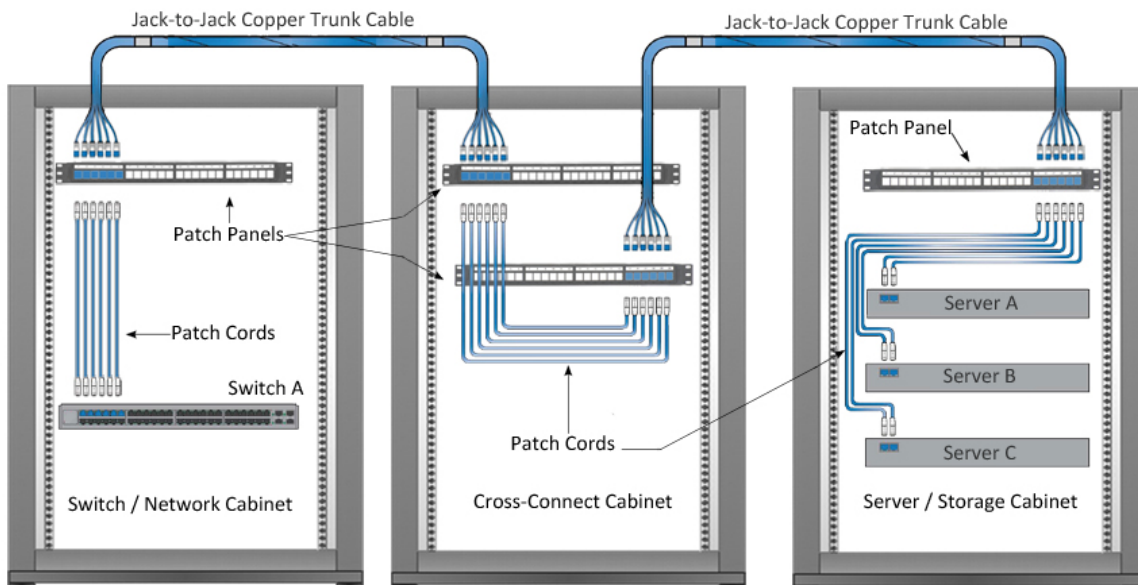 Jack-to-Jack Copper Trunk Cable
Jack-to-Jack Copper Trunk Cable
Patch Panel
Patch Panels
Patch Cords
Switch A
Server A
Server B
Server C
Patch Cords
Switch / Network Cabinet
Cross-Connect Cabinet
Server / Storage Cabinet